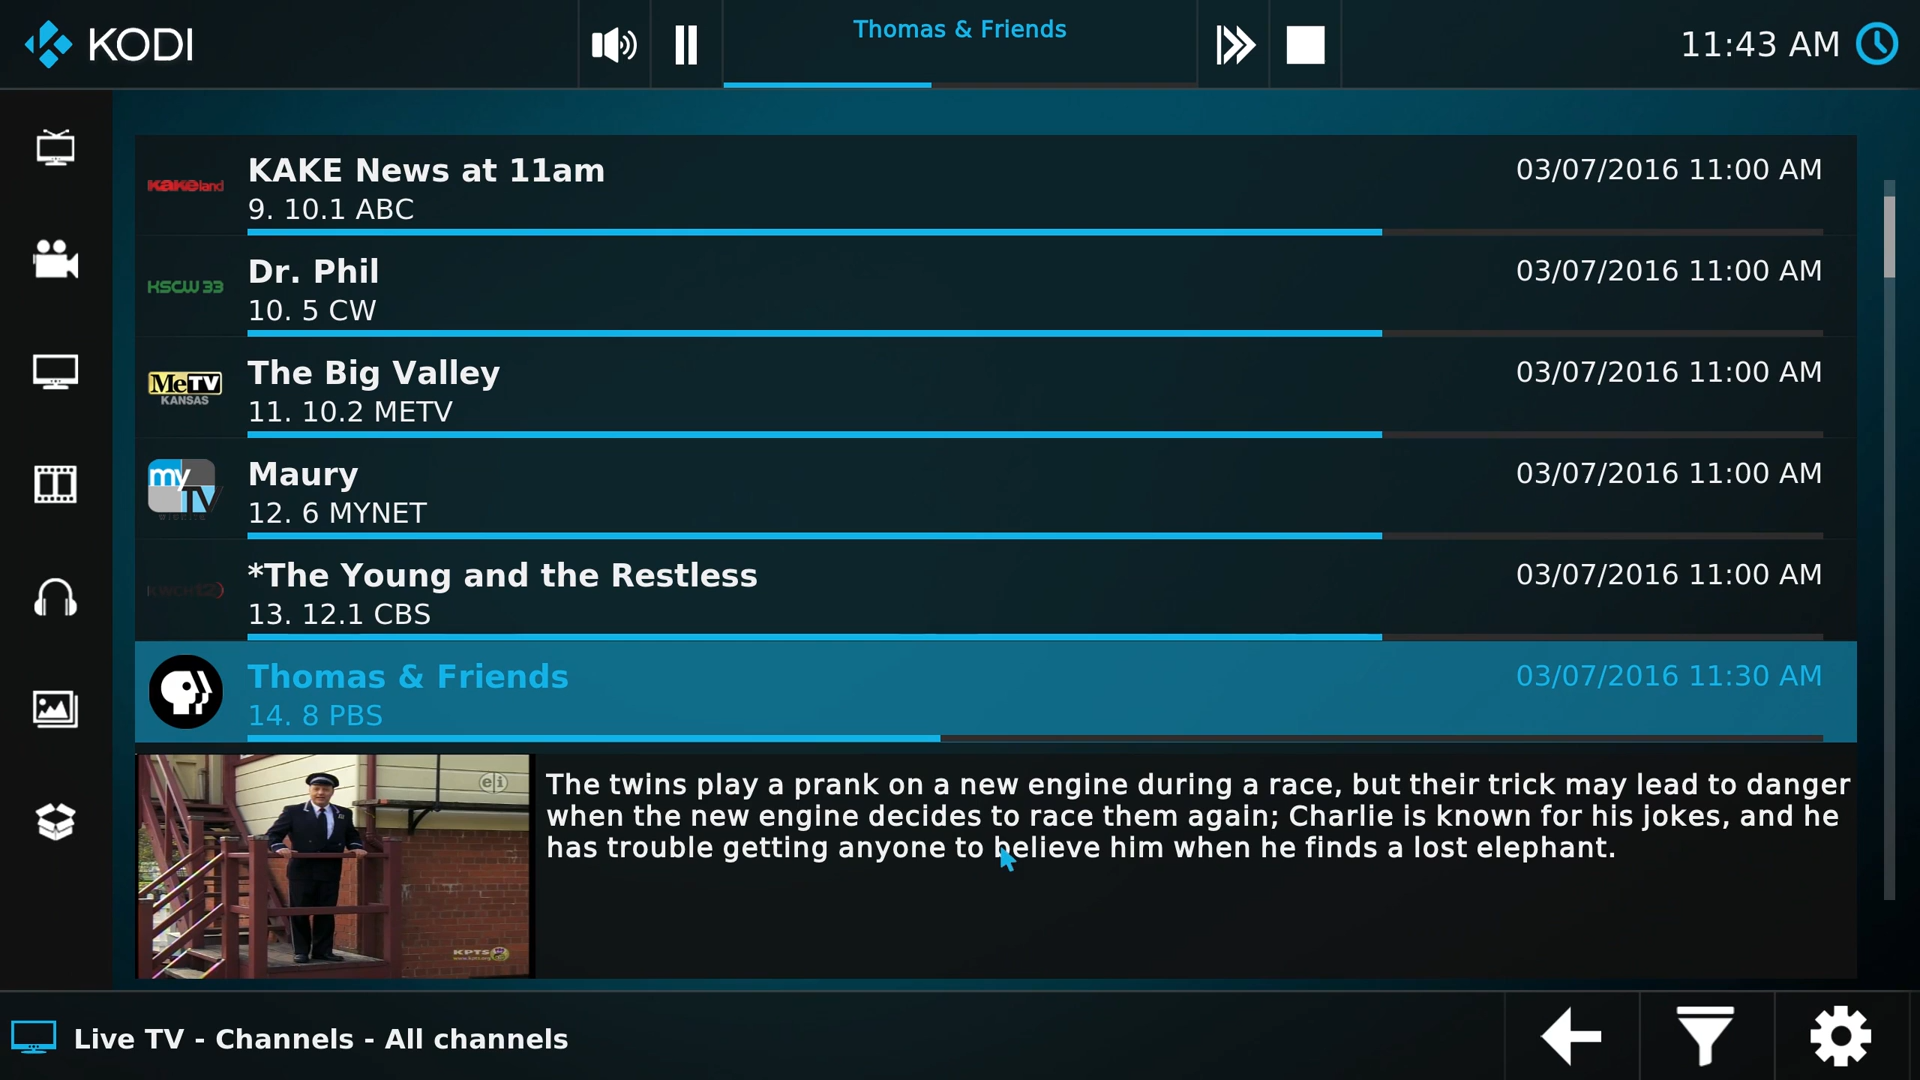 KODI
Thomas & Friends
11:43 AM
KAKEland
KAKE News at 11am
03/07/2016 11:00 AM
9. 10.1 ABC
KSCW 33
Dr. Phil
03/07/2016 11:00 AM
10. 5 CW
MeTV
KANSAS
The Big Valley
03/07/2016 11:00 AM
11. 10.2 METV
my
TV
wichita
Maury
03/07/2016 11:00 AM
12. 6 MYNET
KWCH12
*The Young and the Restless
03/07/2016 11:00 AM
13. 12.1 CBS
Thomas & Friends
03/07/2016 11:30 AM
14. 8 PBS
e/i
KPTS
The twins play a prank on a new engine during a race, but their trick may lead to danger
when the new engine decides to race them again; Charlie is known for his jokes, and he
has trouble getting anyone to believe him when he finds a lost elephant.
Live TV - Channels - All channels